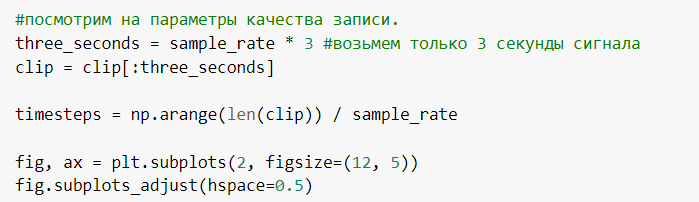 #посмотрим на параметры качества записи.
three_seconds = sample_rate * 3 #возьмем только 3 секунды сигнала
clip = clip[:three_seconds]
timesteps = np.arange(len(clip)) / sample_rate
fig, ax = plt.subplots(2, figsize=(12, 5))
fig.subplots_adjust(hspace=0.5)